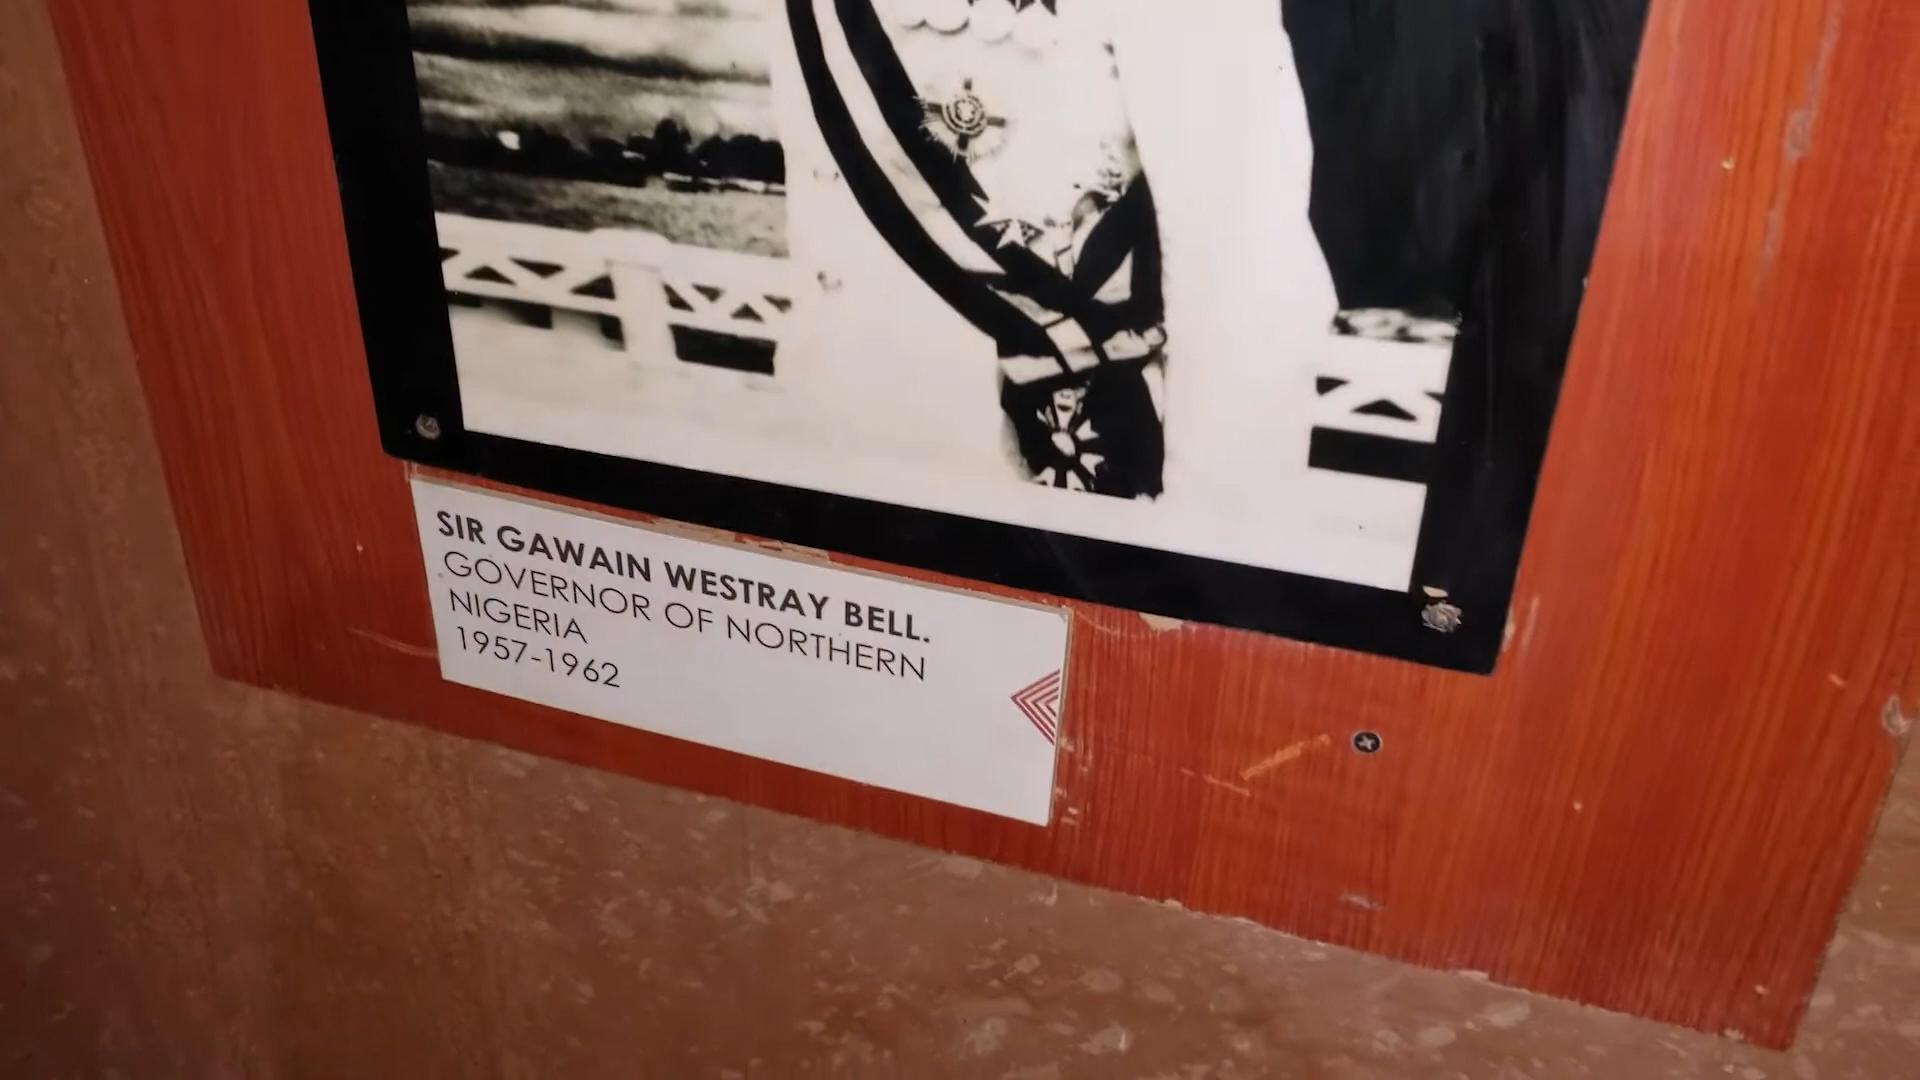 SIR GAWAIN WESTRAY BELL.
GOVERNOR OF NORTHERN
NIGERIA
1957-1962